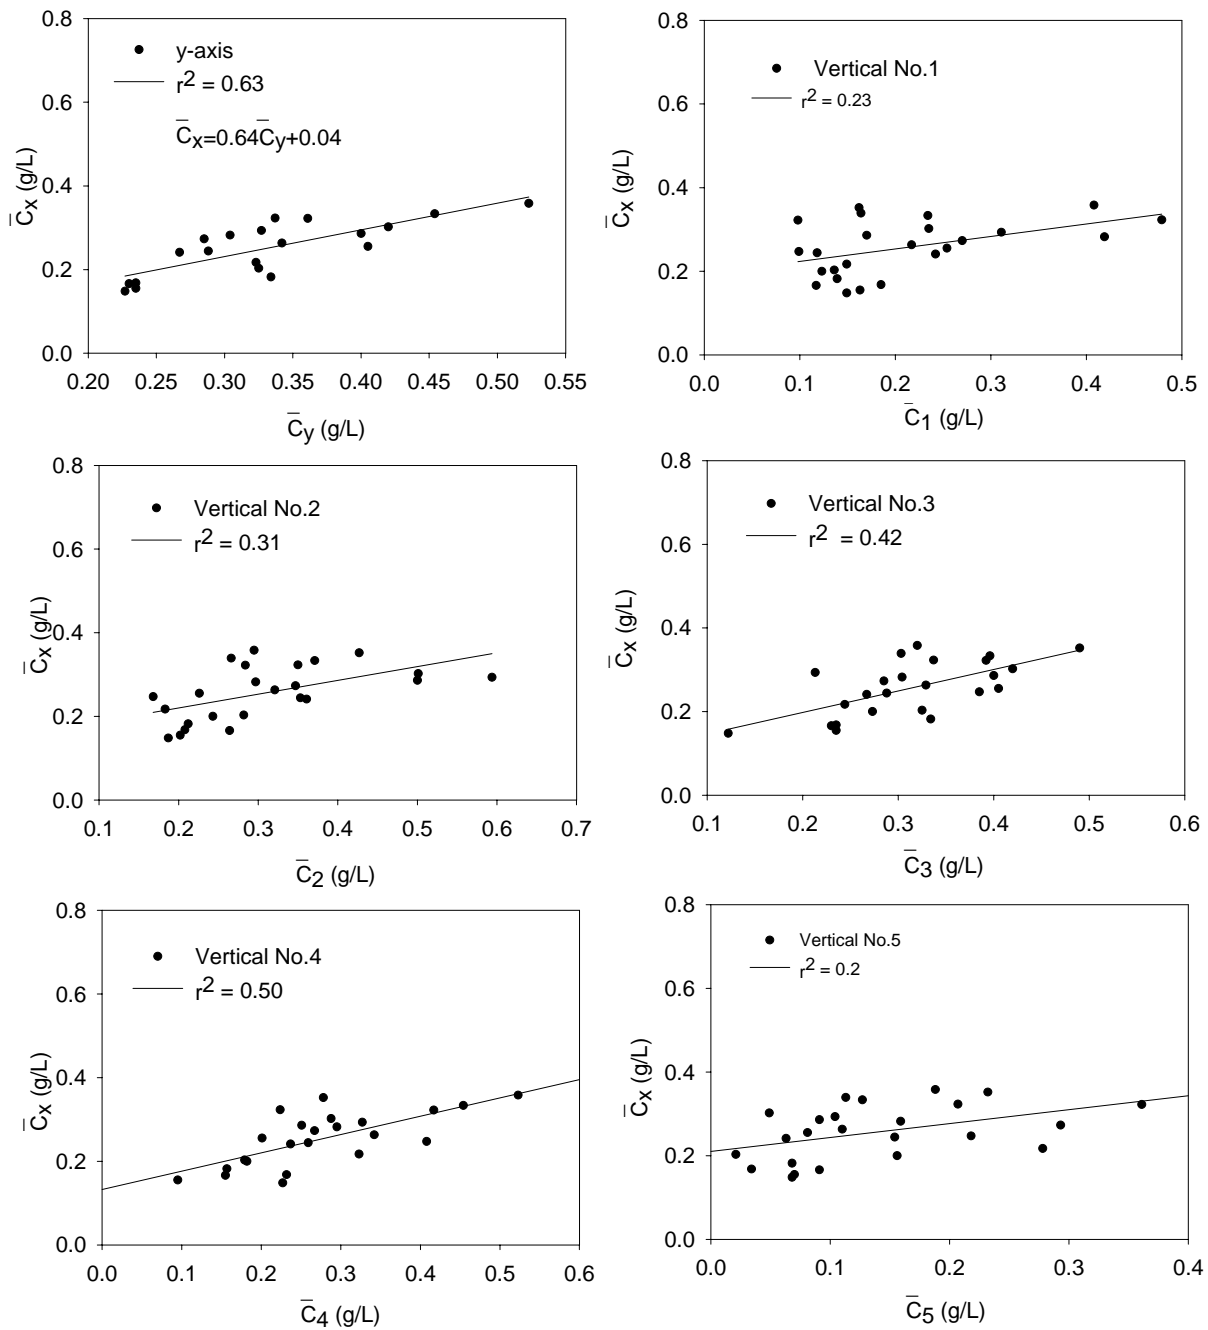 0.8
y-axis
r² = 0.63
0.6
C̅x=0.64C̅y+0.04
0.4
C̅x (g/L)
0.2
0.0
0.20 0.25 0.30 0.35 0.40 0.45 0.50 0.55
C̅y (g/L)
0.8
Vertical No.1
r² = 0.23
0.6
0.4
C̅x (g/L)
0.2
0.0
0.0 0.1 0.2 0.3 0.4 0.5
C̅1 (g/L)
0.8
Vertical No.2
r² = 0.31
0.6
0.4
C̅x (g/L)
0.2
0.0
0.1 0.2 0.3 0.4 0.5 0.6 0.7
C̅2 (g/L)
0.8
Vertical No.3
r² = 0.42
0.6
0.4
C̅x (g/L)
0.2
0.0
0.1 0.2 0.3 0.4 0.5 0.6
C̅3 (g/L)
0.8
Vertical No.4
r² = 0.50
0.6
0.4
C̅x (g/L)
0.2
0.0
0.0 0.1 0.2 0.3 0.4 0.5 0.6
C̅4 (g/L)
0.8
Vertical No.5
r² = 0.2
0.6
0.4
C̅x (g/L)
0.2
0.0
0.0 0.1 0.2 0.3 0.4
C̅5 (g/L)